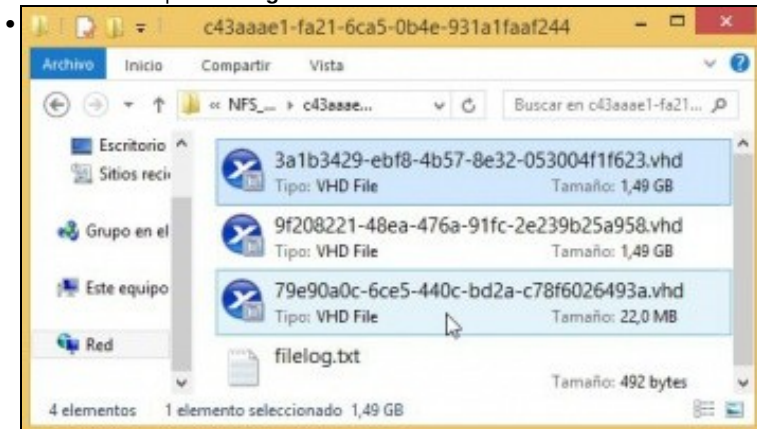 c43aaae1-fa21-6ca5-0b4e-931a1faaf244
Archivo Inicio Compartir Vista
« NFS_... ▸ c43aaae... Buscar en c43aaae1-fa21...
Escritorio
Sitios recie
Grupo en el
Este equipo
Red
3a1b3429-ebf8-4b57-8e32-053004f1f623.vhd
Tipo: VHD File Tamaño: 1,49 GB
9f208221-48ea-476a-91fc-2e239b25a958.vhd
Tipo: VHD File Tamaño: 1,49 GB
79e90a0c-6ce5-440c-bd2a-c78f6026493a.vhd
Tipo: VHD File Tamaño: 22,0 MB
filelog.txt
Tamaño: 492 bytes
4 elementos 1 elemento seleccionado 1,49 GB